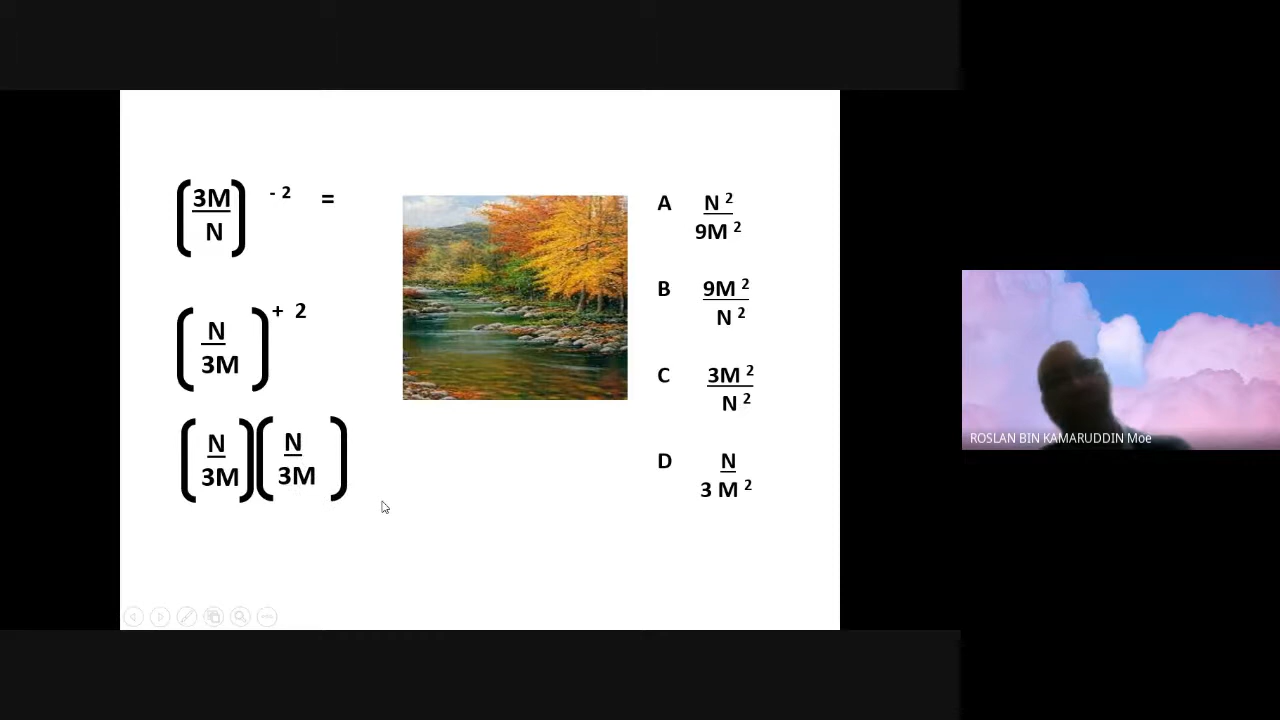 3M - 2 =
N
N + 2
3M
N N
3M 3M
A N 2
9M 2
B 9M 2
N 2
C 3M 2
N 2
D N
3 M 2
ROSLAN BIN KAMARUDDIN Moe